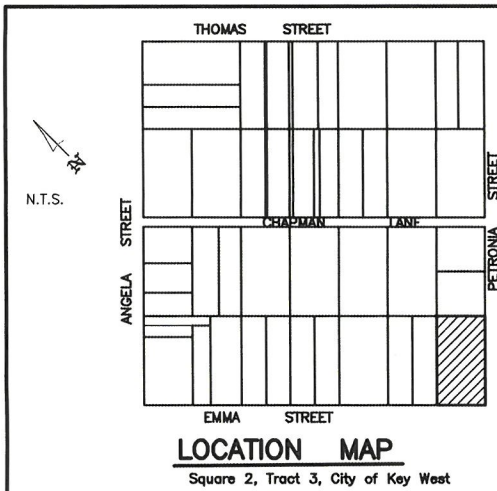 THOMAS STREET
N
N.T.S.
STREET
CHAPMAN LANE
STREET
ANGELA
PETRONIA
EMMA STREET
LOCATION MAP
Square 2, Tract 3, City of Key West